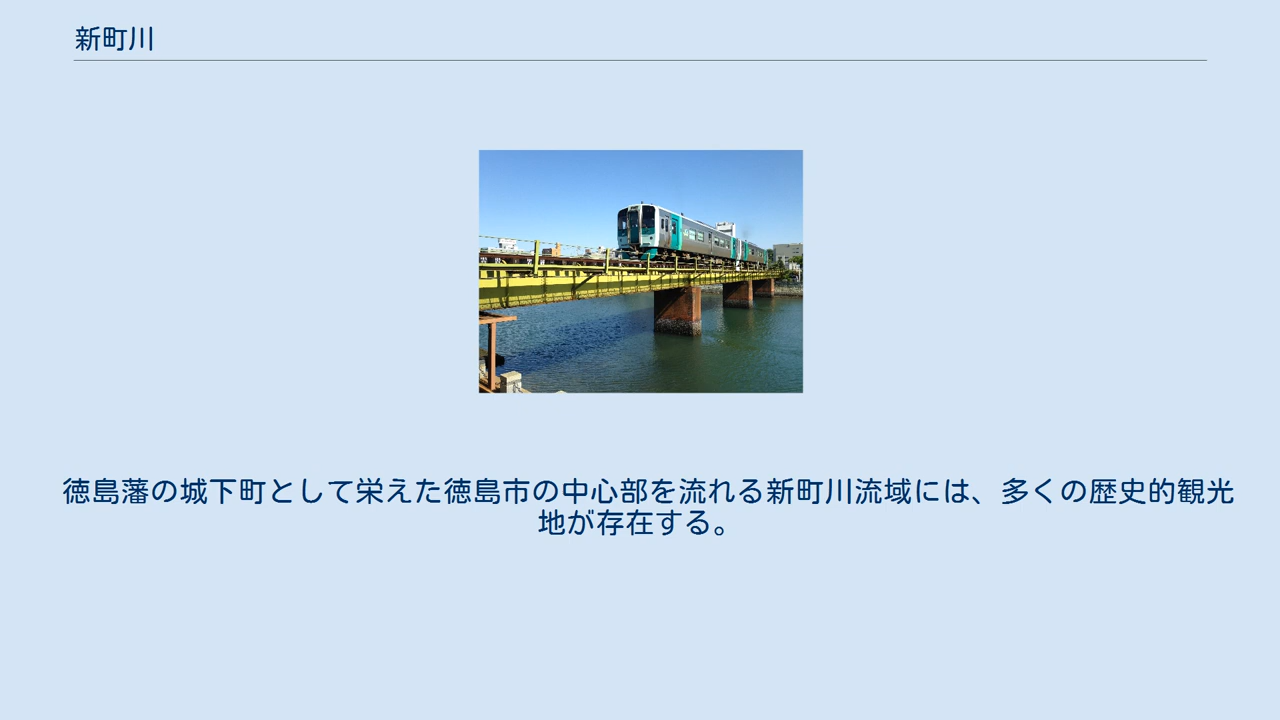 新町川
徳島藩の城下町として栄えた徳島市の中心部を流れる新町川流域には、多くの歴史的観光
地が存在する。